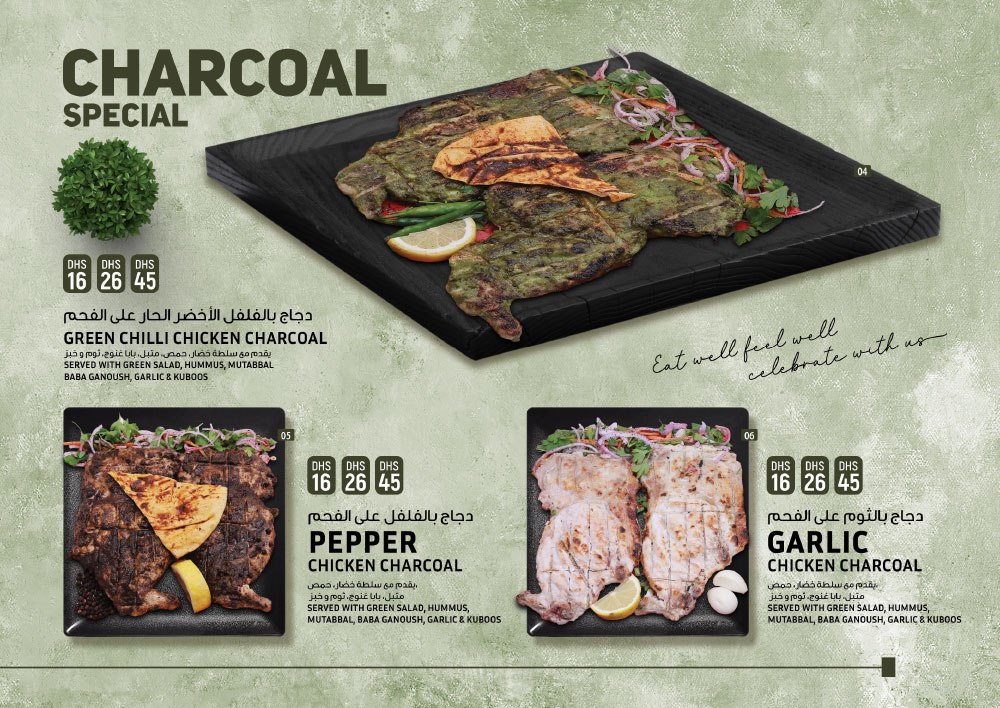 CHARCOAL
SPECIAL
04
DHS DHS DHS
16 26 45
دجاج بالفلفل الأخضر الحار على الفحم
GREEN CHILLI CHICKEN CHARCOAL
يقدم مع سلطة خضار، حمص، متبل، بابا غنوج، ثوم و خبز
SERVED WITH GREEN SALAD, HUMMUS, MUTABBAL
BABA GANOUSH, GARLIC & KUBOOS
Eat well feel well
celebrate with us
05
DHS DHS DHS
16 26 45
دجاج بالفلفل على الفحم
PEPPER
CHICKEN CHARCOAL
يقدم مع سلطة خضار، حمص،
متبل، بابا غنوج، ثوم و خبز
SERVED WITH GREEN SALAD, HUMMUS,
MUTABBAL, BABA GANOUSH, GARLIC & KUBOOS
06
DHS DHS DHS
16 26 45
دجاج بالثوم على الفحم
GARLIC
CHICKEN CHARCOAL
يقدم مع سلطة خضار، حمص،
متبل، بابا غنوج، ثوم و خبز
SERVED WITH GREEN SALAD, HUMMUS,
MUTABBAL, BABA GANOUSH, GARLIC & KUBOOS